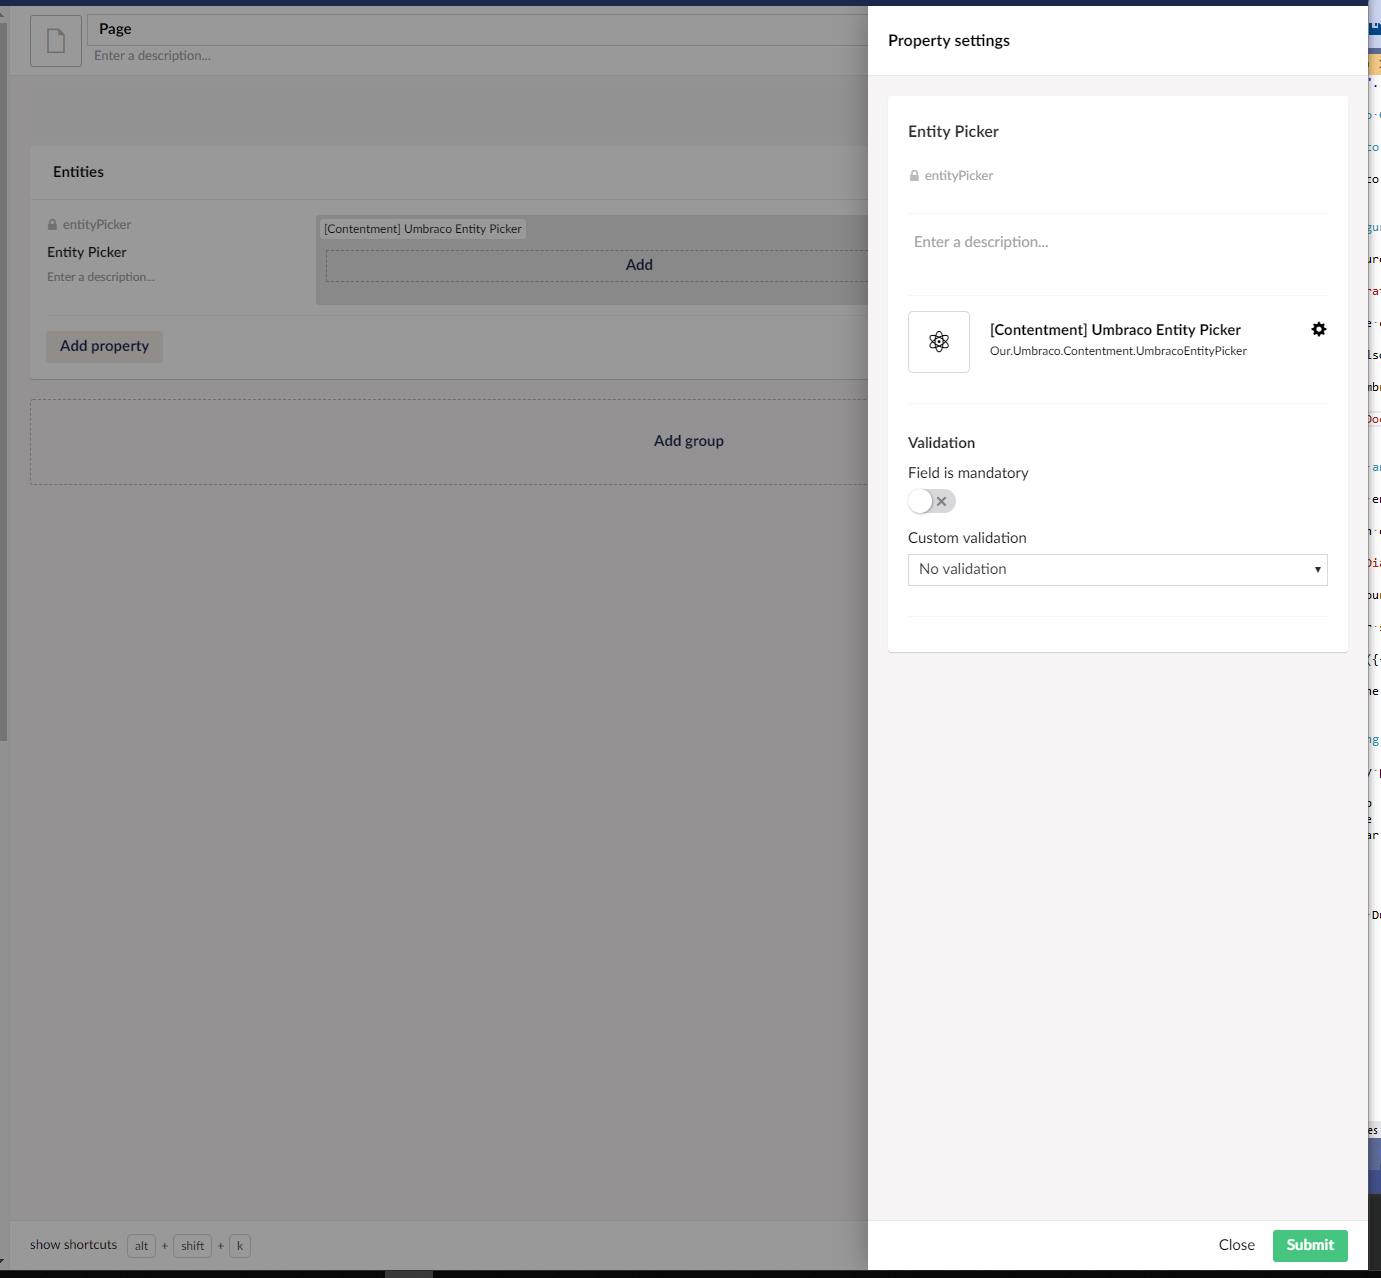 Page
Enter a description...
Entities
entityPicker
Entity Picker
Enter a description...
[Contentment] Umbraco Entity Picker
Add
Add property
Add group
show shortcuts alt + shift + k
Property settings
Entity Picker
entityPicker
Enter a description...
[Contentment] Umbraco Entity Picker
Our.Umbraco.Contentment.UmbracoEntityPicker
Validation
Field is mandatory
Custom validation
No validation
Close Submit